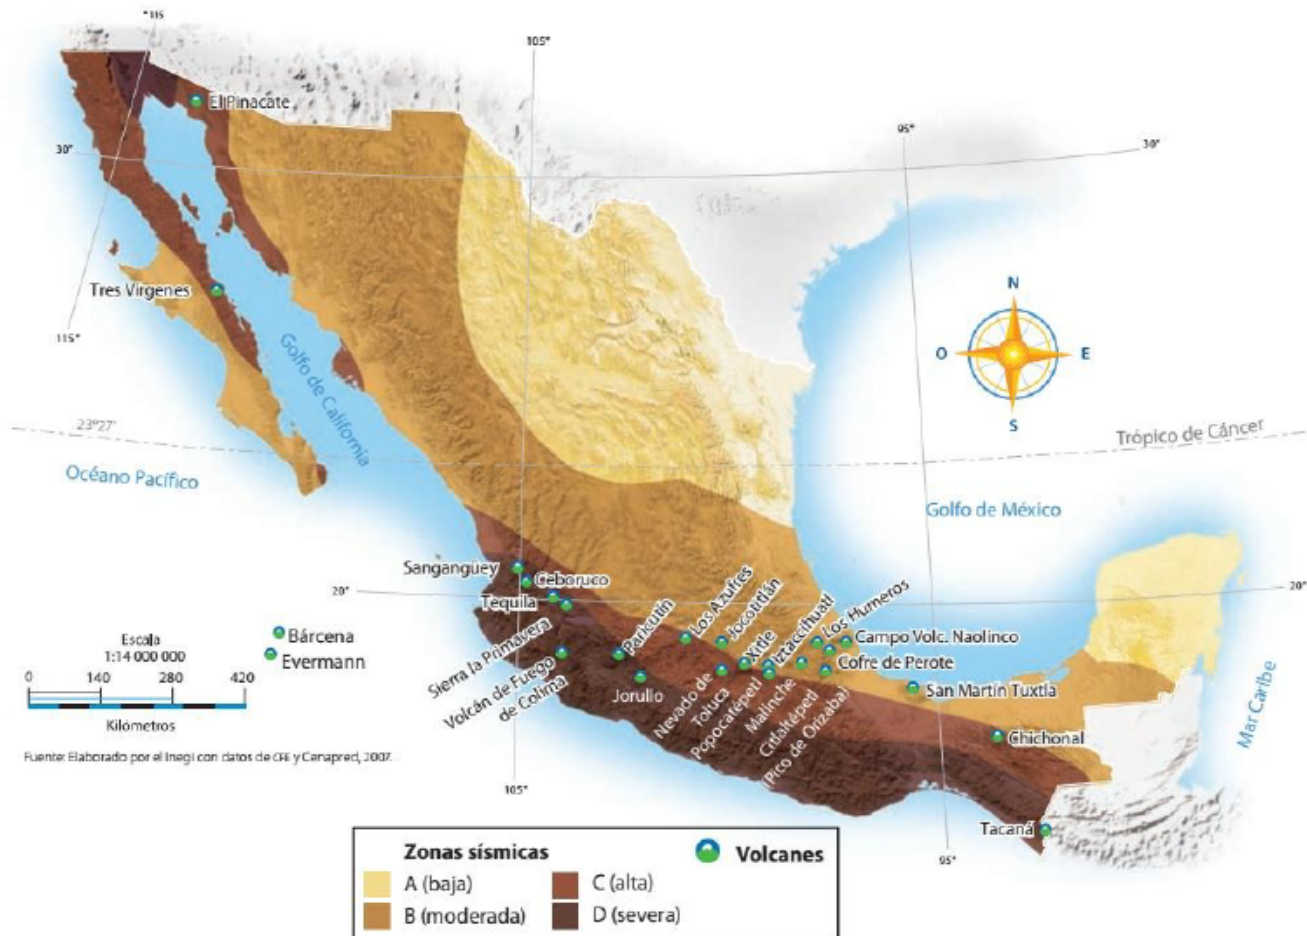 115
105°
El Pinacate
95°
30°
30°
Tres Vírgenes
115°
Golfo de California
N
O
E
S
23°27'
Trópico de Cáncer
Océano Pacífico
Golfo de México
Sangangüey
Ceboruco
Tequila
Sierra la Primavera
Volcán de Fuego
de Colima
Paricutín
Jorullo
Los Azufres
Jocotitlán
Nevado de
Toluca
Xitle
Popocatépetl
Iztaccíhuatl
Malinche
Citlaltépetl
(Pico de Orizaba)
Los Humeros
Campo Volc. Naolinco
Cofre de Perote
San Martín Tuxtla
Chichonal
Tacaná
20°
20°
Mar Caribe
Bárcena
Evermann
Escala
1:14 000 000
0 140 280 420
Kilómetros
Fuente: Elaborado por el Inegi con datos de CFE y Cenapred, 2007.
105°
95°
Zonas sísmicas
Volcanes
A (baja)
C (alta)
B (moderada)
D (severa)